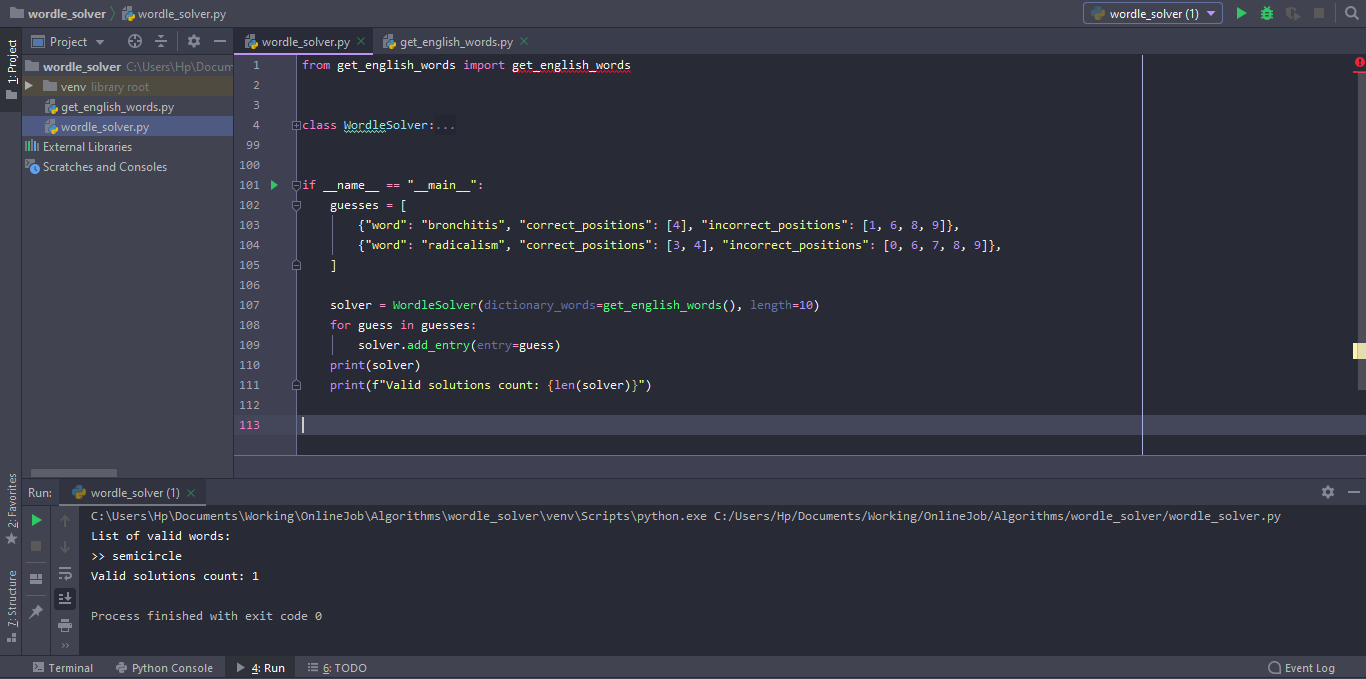 wordle_solver wordle_solver.py wordle_solver (1)
1: Project
Project
wordle_solver C:\Users\Hp\Docum
venv library root
get_english_words.py
wordle_solver.py
External Libraries
Scratches and Consoles
wordle_solver.py get_english_words.py
1 from get_english_words import get_english_words
2
3
4 class WordleSolver:...
99
100
101 if __name__ == "__main__":
102 guesses = [
103 {"word": "bronchitis", "correct_positions": [4], "incorrect_positions": [1, 6, 8, 9]},
104 {"word": "radicalism", "correct_positions": [3, 4], "incorrect_positions": [0, 6, 7, 8, 9]},
105 ]
106
107 solver = WordleSolver(dictionary_words=get_english_words(), length=10)
108 for guess in guesses:
109 solver.add_entry(entry=guess)
110 print(solver)
111 print(f"Valid solutions count: {len(solver)}")
112
113
2: Favorites
7: Structure
Run: wordle_solver (1)
C:\Users\Hp\Documents\Working\OnlineJob\Algorithms\wordle_solver\venv\Scripts\python.exe C:/Users/Hp/Documents/Working/OnlineJob/Algorithms/wordle_solver/wordle_solver.py
List of valid words:
>> semicircle
Valid solutions count: 1
Process finished with exit code 0
Terminal Python Console 4: Run 6: TODO Event Log